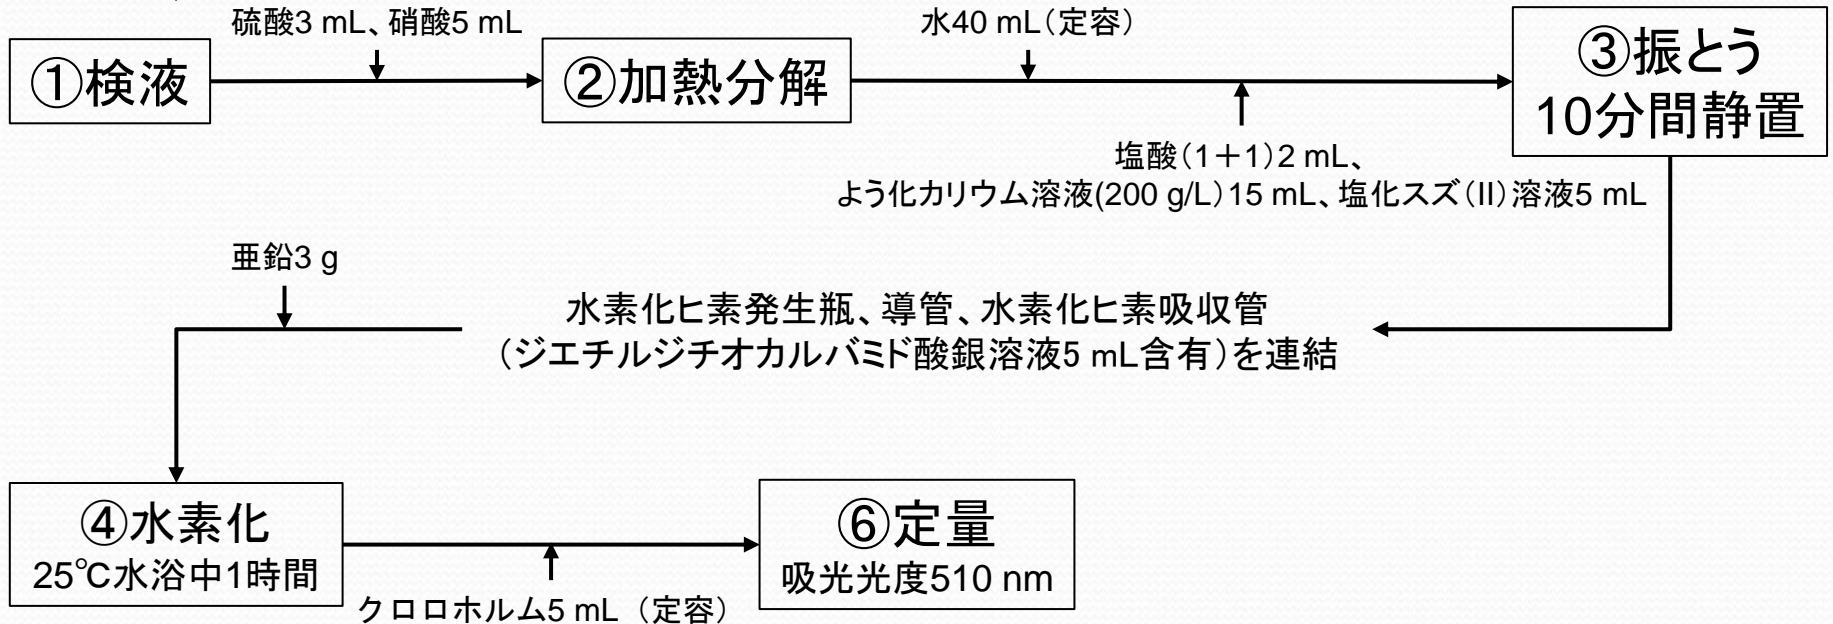 硫酸3 mL、硝酸5 mL
水40 mL(定容)
①検液
②加熱分解
③振とう
10分間静置
塩酸(1+1)2 mL、
よう化カリウム溶液(200 g/L)15 mL、塩化スズ(II)溶液5 mL
亜鉛3 g
水素化ヒ素発生瓶、導管、水素化ヒ素吸収管
(ジエチルジチオカルバミド酸銀溶液5 mL含有)を連結
④水素化
25℃水浴中1時間
⑥定量
吸光光度510 nm
クロロホルム5 mL (定容)